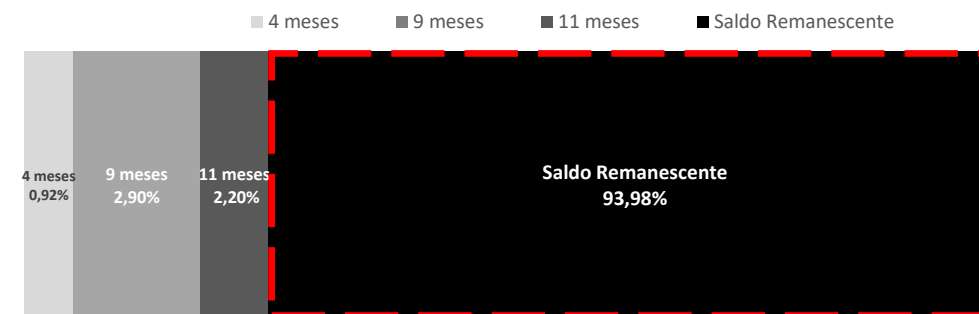 4 meses
9 meses
11 meses
Saldo Remanescente
4 meses
0,92%
9 meses
2,90%
11 meses
2,20%
Saldo Remanescente
93,98%